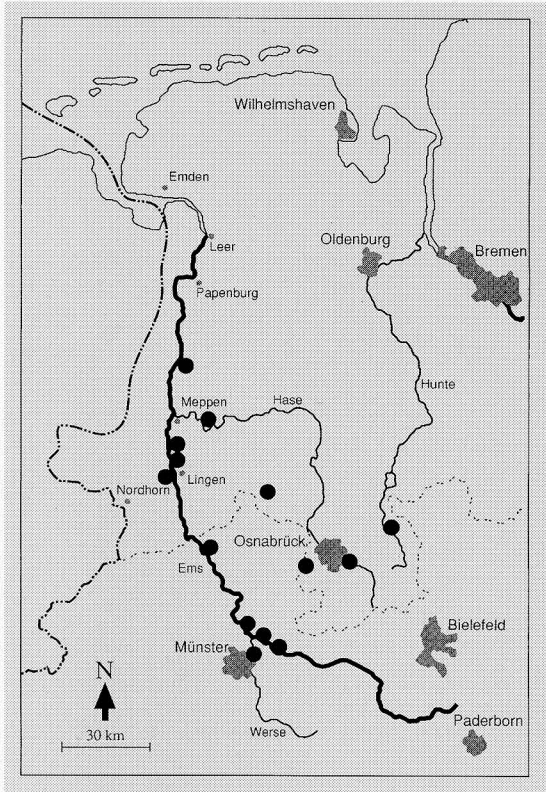 Wilhelmshaven
Emden
Leer
Oldenburg
Bremen
Papenburg
Hunte
Meppen
Hase
Lingen
Nordhorn
Osnabrück
Ems
Bielefeld
Münster
N
Paderborn
30 km
Werse